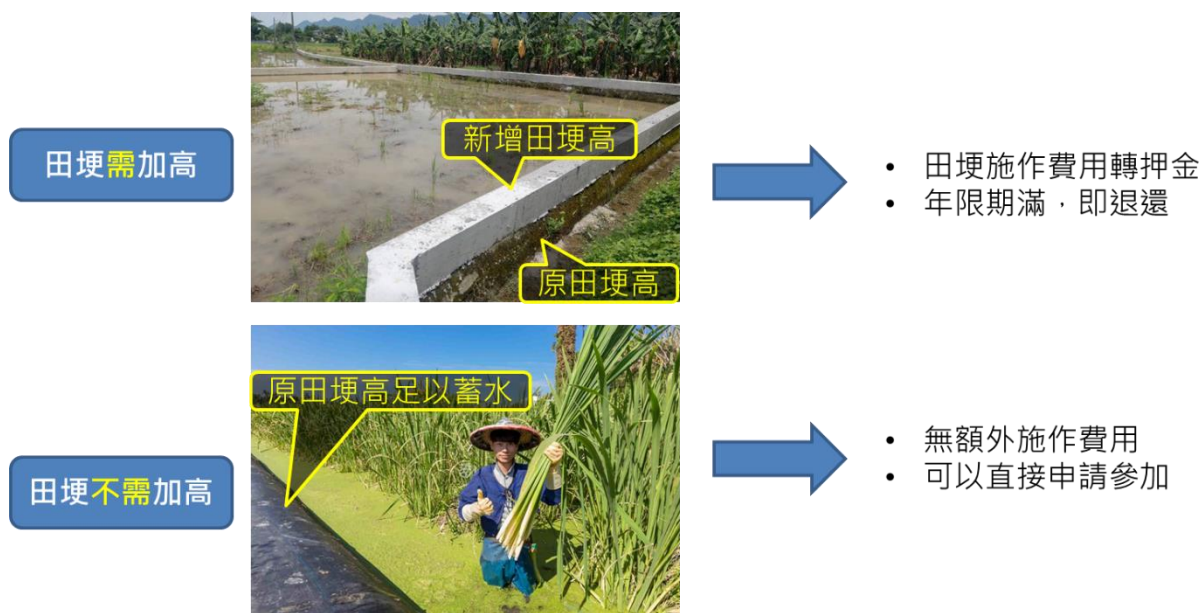 田埂需加高
新增田埂高
原田埂高
• 田埂施作費用轉押金
• 年限期滿，即退還
田埂不需加高
原田埂高足以蓄水
• 無額外施作費用
• 可以直接申請參加